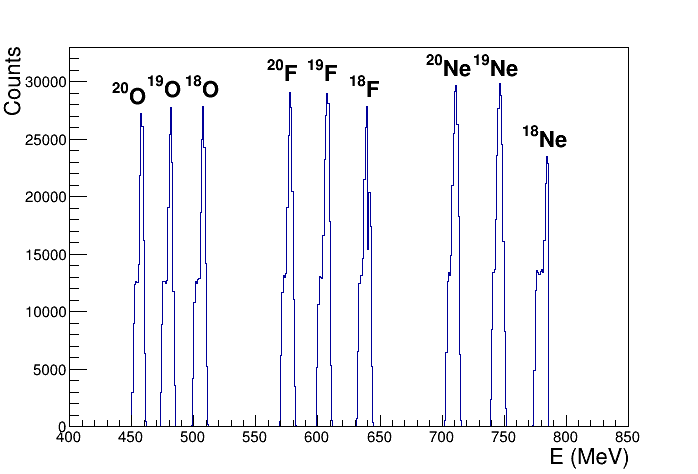 Counts
30000
25000
20000
15000
10000
5000
0
²⁰O ¹⁹O ¹⁸O
²⁰F ¹⁹F
¹⁸F
²⁰Ne ¹⁹Ne
¹⁸Ne
400 450 500 550 600 650 700 750 800 850
E (MeV)